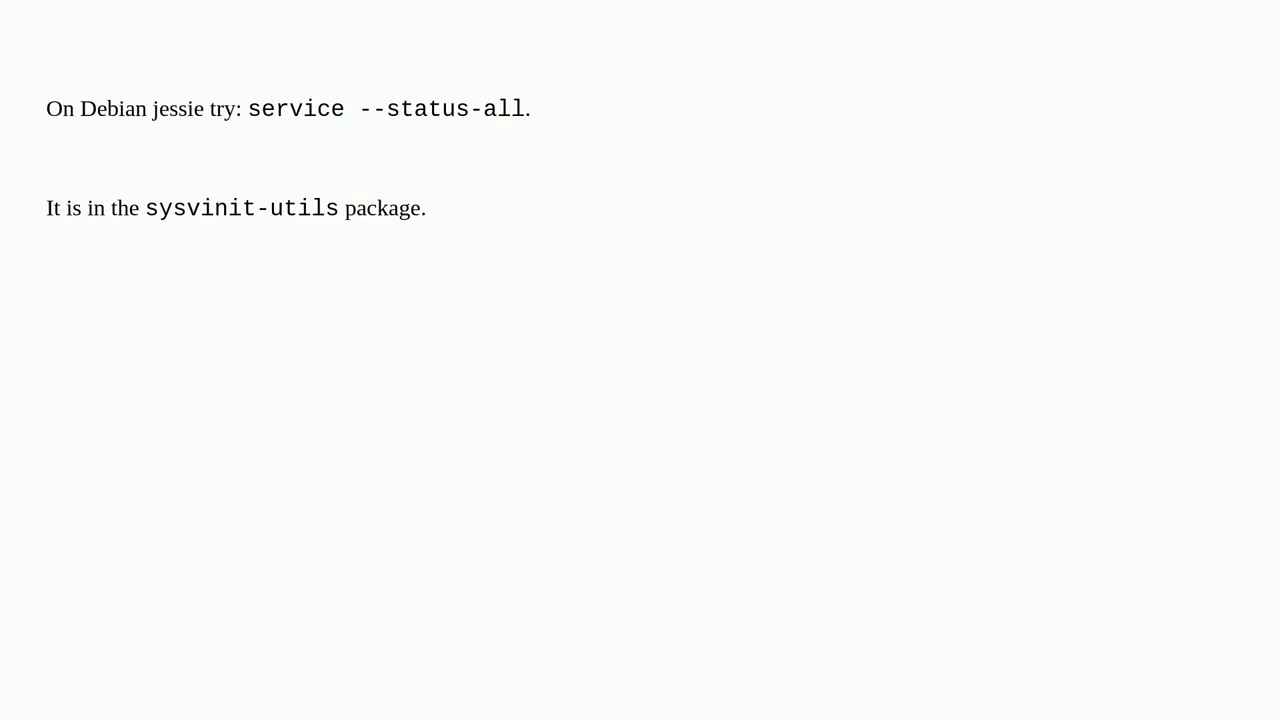 On Debian jessie try: service --status-all.
It is in the sysvinit-utils package.